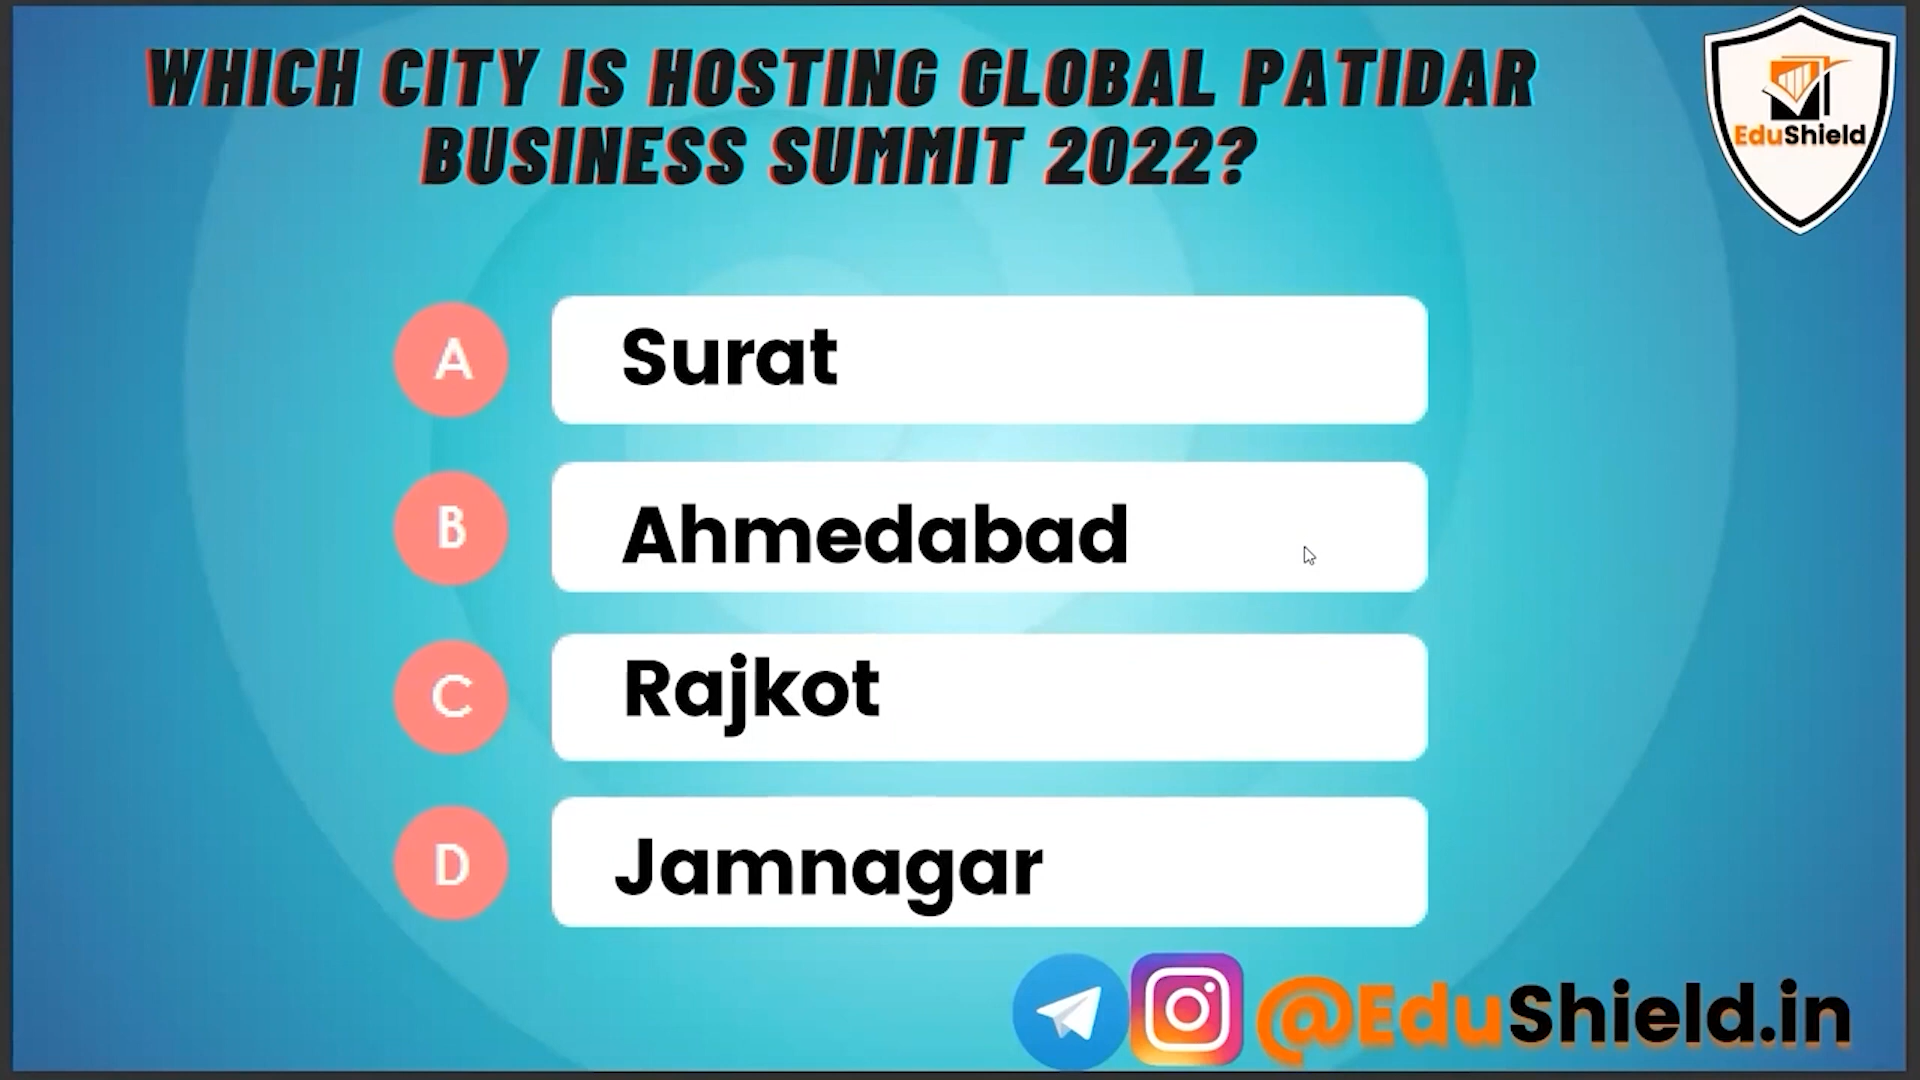 WHICH CITY IS HOSTING GLOBAL PATIDAR
BUSINESS SUMMIT 2022?
EduShield
A Surat
B Ahmedabad
C Rajkot
D Jamnagar
@EduShield.in